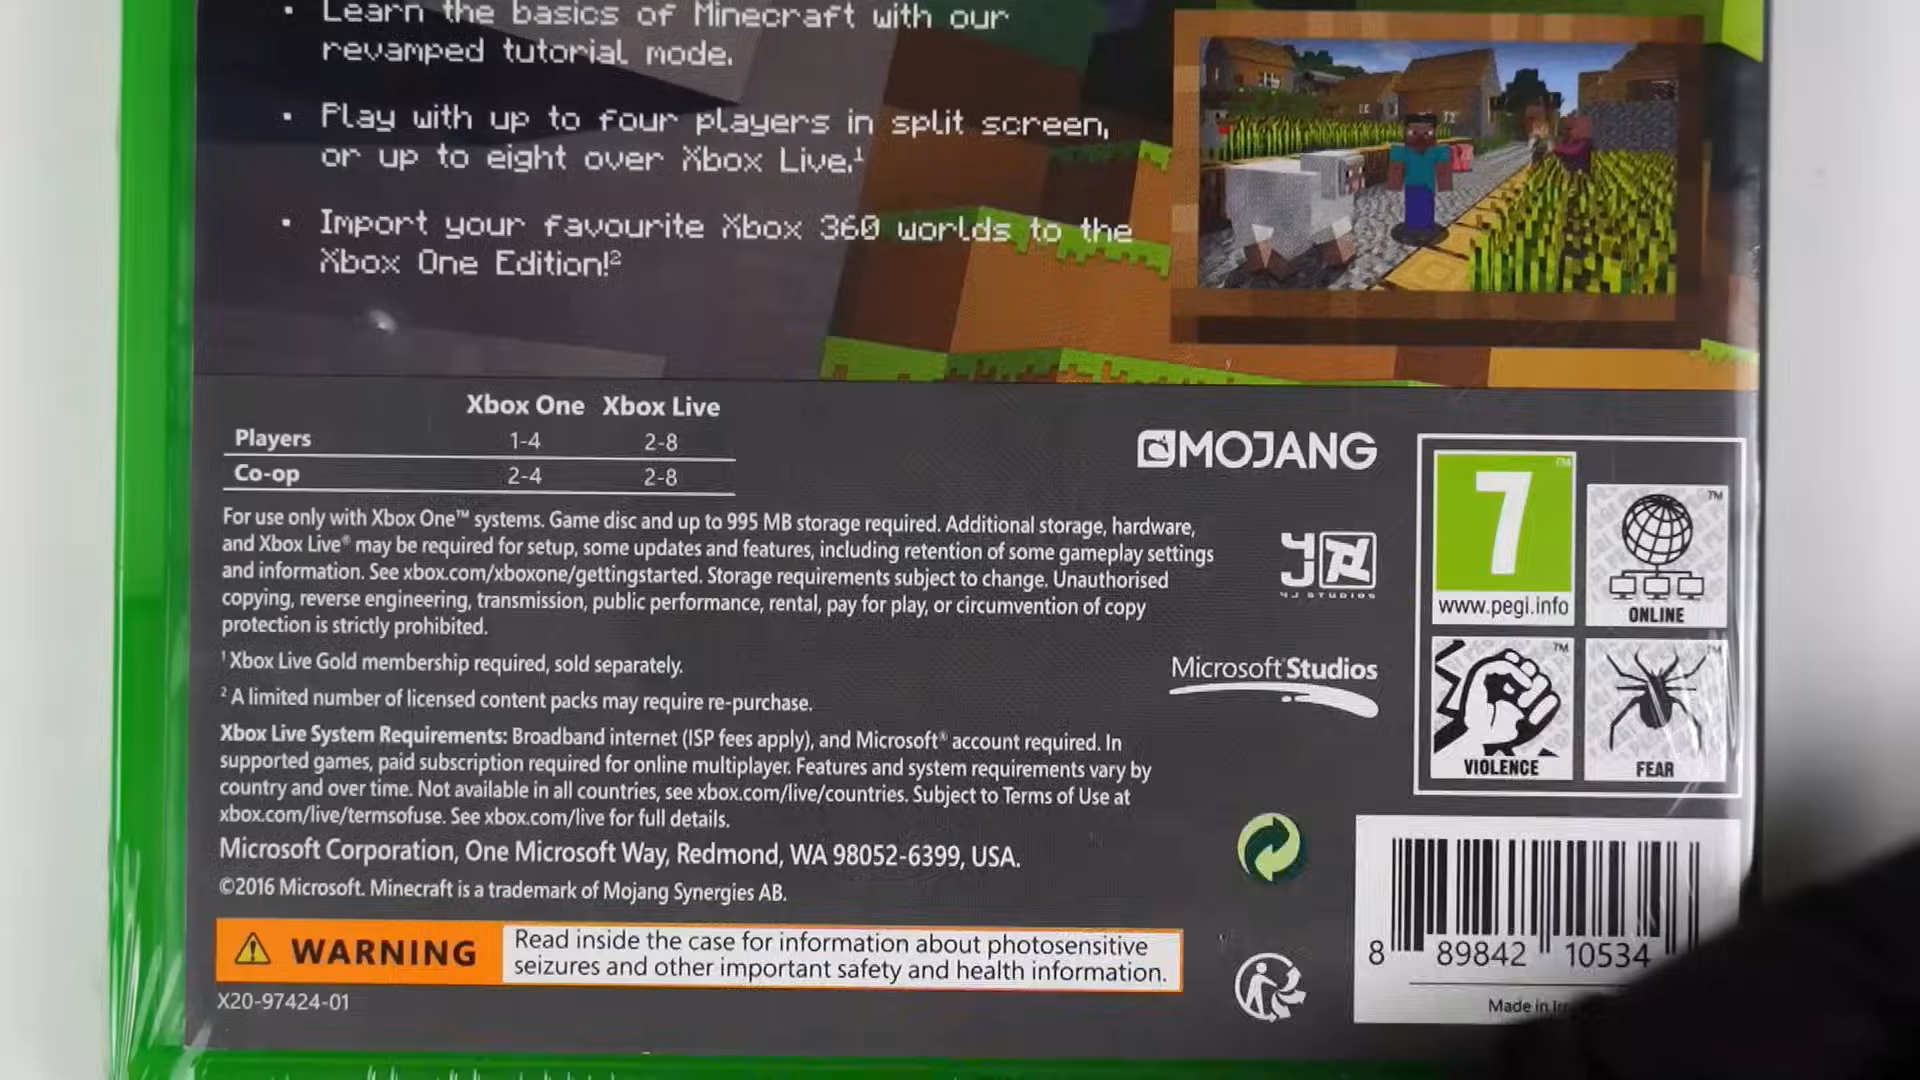 • Learn the basics of Minecraft with our
revamped tutorial mode.
• Play with up to four players in split screen,
or up to eight over Xbox Live.¹
• Import your favourite Xbox 360 worlds to the
Xbox One Edition!²
Xbox One Xbox Live
Players 1-4 2-8
Co-op 2-4 2-8
For use only with Xbox One™ systems. Game disc and up to 995 MB storage required. Additional storage, hardware,
and Xbox Live® may be required for setup, some updates and features, including retention of some gameplay settings
and information. See xbox.com/xboxone/gettingstarted. Storage requirements subject to change. Unauthorised
copying, reverse engineering, transmission, public performance, rental, pay for play, or circumvention of copy
protection is strictly prohibited.
¹ Xbox Live Gold membership required, sold separately.
² A limited number of licensed content packs may require re-purchase.
Xbox Live System Requirements: Broadband internet (ISP fees apply), and Microsoft® account required. In
supported games, paid subscription required for online multiplayer. Features and system requirements vary by
country and over time. Not available in all countries, see xbox.com/live/countries. Subject to Terms of Use at
xbox.com/live/termsofuse. See xbox.com/live for full details.
Microsoft Corporation, One Microsoft Way, Redmond, WA 98052-6399, USA.
©2016 Microsoft. Minecraft is a trademark of Mojang Synergies AB.
WARNING
Read inside the case for information about photosensitive
seizures and other important safety and health information.
X20-97424-01
MOJANG
4J
4J STUDIOS
Microsoft Studios
7™
www.pegi.info
™
ONLINE
™
VIOLENCE
™
FEAR
8 89842 10534
Made in